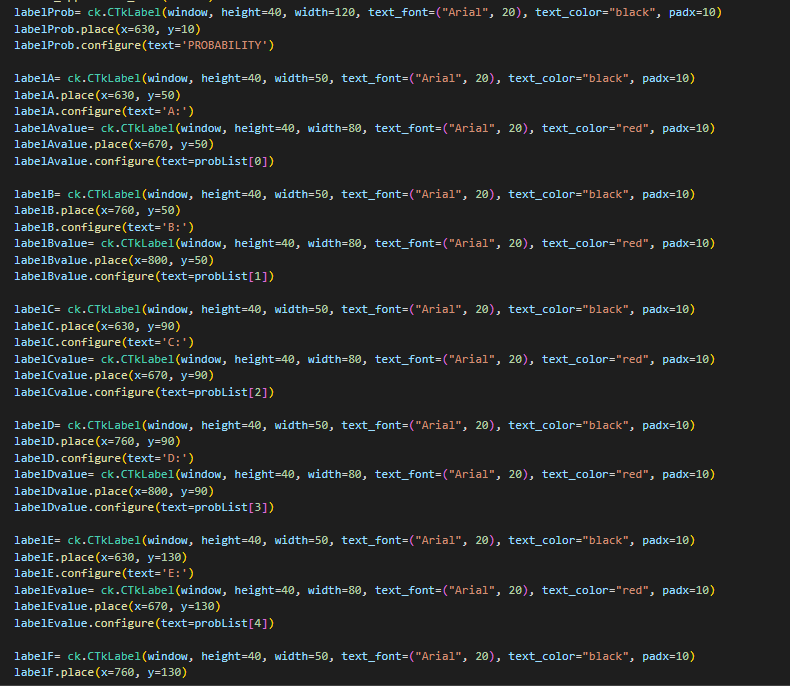 labelProb= ck.CTkLabel(window, height=40, width=120, text_font=("Arial", 20), text_color="black", padx=10)
labelProb.place(x=630, y=10)
labelProb.configure(text='PROBABILITY')
labelA= ck.CTkLabel(window, height=40, width=50, text_font=("Arial", 20), text_color="black", padx=10)
labelA.place(x=630, y=50)
labelA.configure(text='A:')
labelAvalue= ck.CTkLabel(window, height=40, width=80, text_font=("Arial", 20), text_color="red", padx=10)
labelAvalue.place(x=670, y=50)
labelAvalue.configure(text=probList[0])
labelB= ck.CTkLabel(window, height=40, width=50, text_font=("Arial", 20), text_color="black", padx=10)
labelB.place(x=760, y=50)
labelB.configure(text='B:')
labelBvalue= ck.CTkLabel(window, height=40, width=80, text_font=("Arial", 20), text_color="red", padx=10)
labelBvalue.place(x=800, y=50)
labelBvalue.configure(text=probList[1])
labelC= ck.CTkLabel(window, height=40, width=50, text_font=("Arial", 20), text_color="black", padx=10)
labelC.place(x=630, y=90)
labelC.configure(text='C:')
labelCvalue= ck.CTkLabel(window, height=40, width=80, text_font=("Arial", 20), text_color="red", padx=10)
labelCvalue.place(x=670, y=90)
labelCvalue.configure(text=probList[2])
labelD= ck.CTkLabel(window, height=40, width=50, text_font=("Arial", 20), text_color="black", padx=10)
labelD.place(x=760, y=90)
labelD.configure(text='D:')
labelDvalue= ck.CTkLabel(window, height=40, width=80, text_font=("Arial", 20), text_color="red", padx=10)
labelDvalue.place(x=800, y=90)
labelDvalue.configure(text=probList[3])
labelE= ck.CTkLabel(window, height=40, width=50, text_font=("Arial", 20), text_color="black", padx=10)
labelE.place(x=630, y=130)
labelE.configure(text='E:')
labelEvalue= ck.CTkLabel(window, height=40, width=80, text_font=("Arial", 20), text_color="red", padx=10)
labelEvalue.place(x=670, y=130)
labelEvalue.configure(text=probList[4])
labelF= ck.CTkLabel(window, height=40, width=50, text_font=("Arial", 20), text_color="black", padx=10)
labelF.place(x=760, y=130)